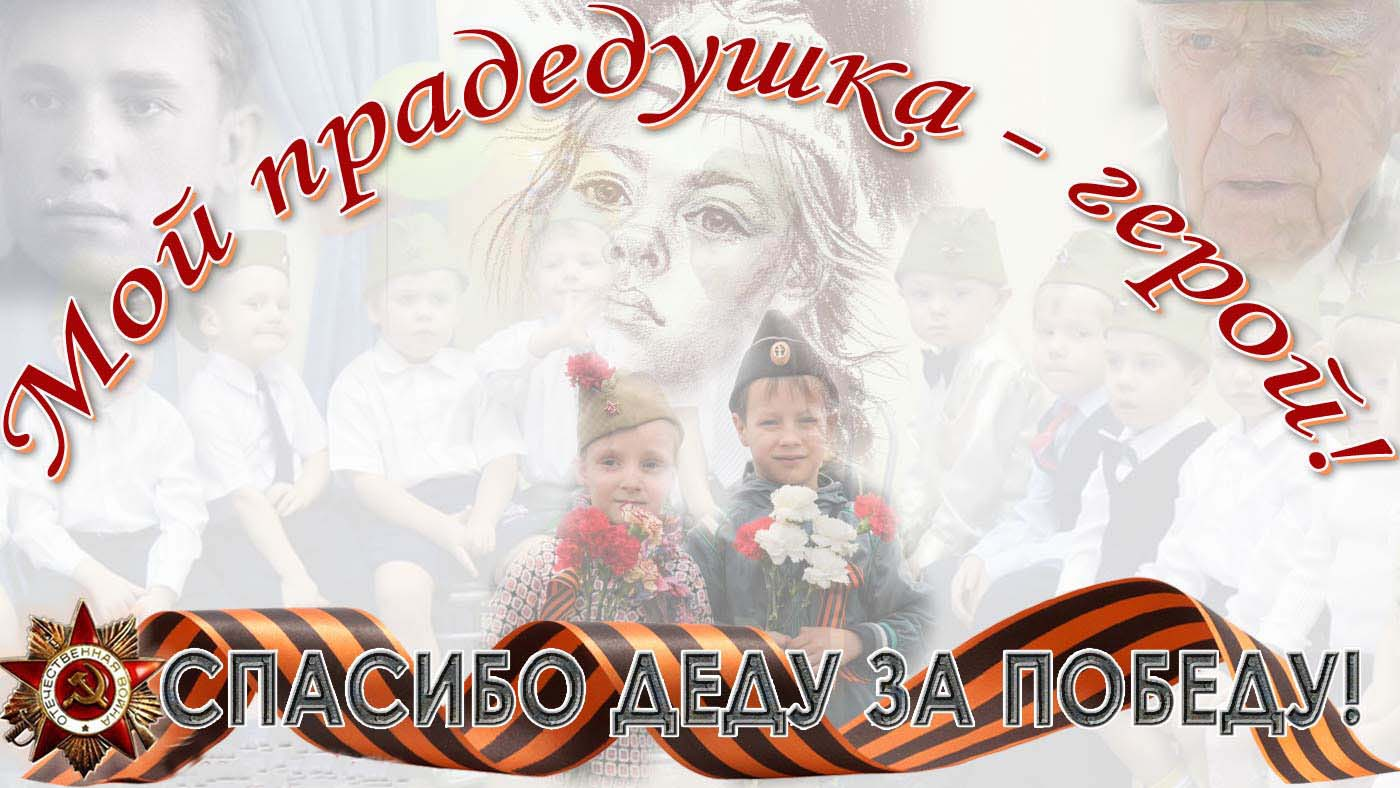 Мой прадедушка - герой!
ОТЕЧЕСТВЕННАЯ ВОЙНА
СПАСИБО ДЕДУ ЗА ПОБЕДУ!